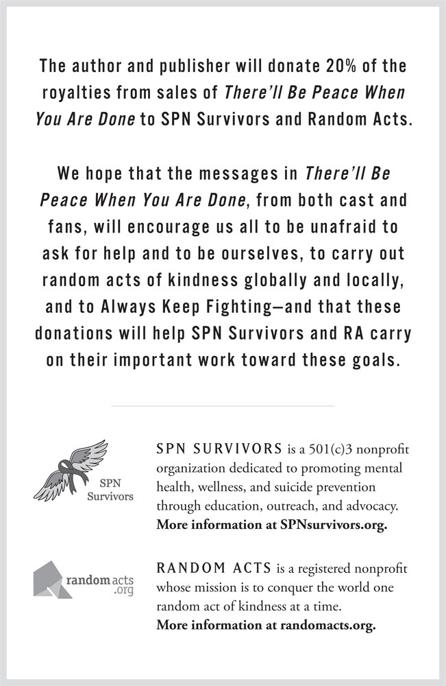 The author and publisher will donate 20% of the
royalties from sales of There’ll Be Peace When
You Are Done to SPN Survivors and Random Acts.
We hope that the messages in There’ll Be
Peace When You Are Done, from both cast and
fans, will encourage us all to be unafraid to
ask for help and to be ourselves, to carry out
random acts of kindness globally and locally,
and to Always Keep Fighting—and that these
donations will help SPN Survivors and RA carry
on their important work toward these goals.
SPN
Survivors
SPN SURVIVORS is a 501(c)3 nonprofit
organization dedicated to promoting mental
health, wellness, and suicide prevention
through education, outreach, and advocacy.
More information at SPNsurvivors.org.
randomacts
.org
RANDOM ACTS is a registered nonprofit
whose mission is to conquer the world one
random act of kindness at a time.
More information at randomacts.org.